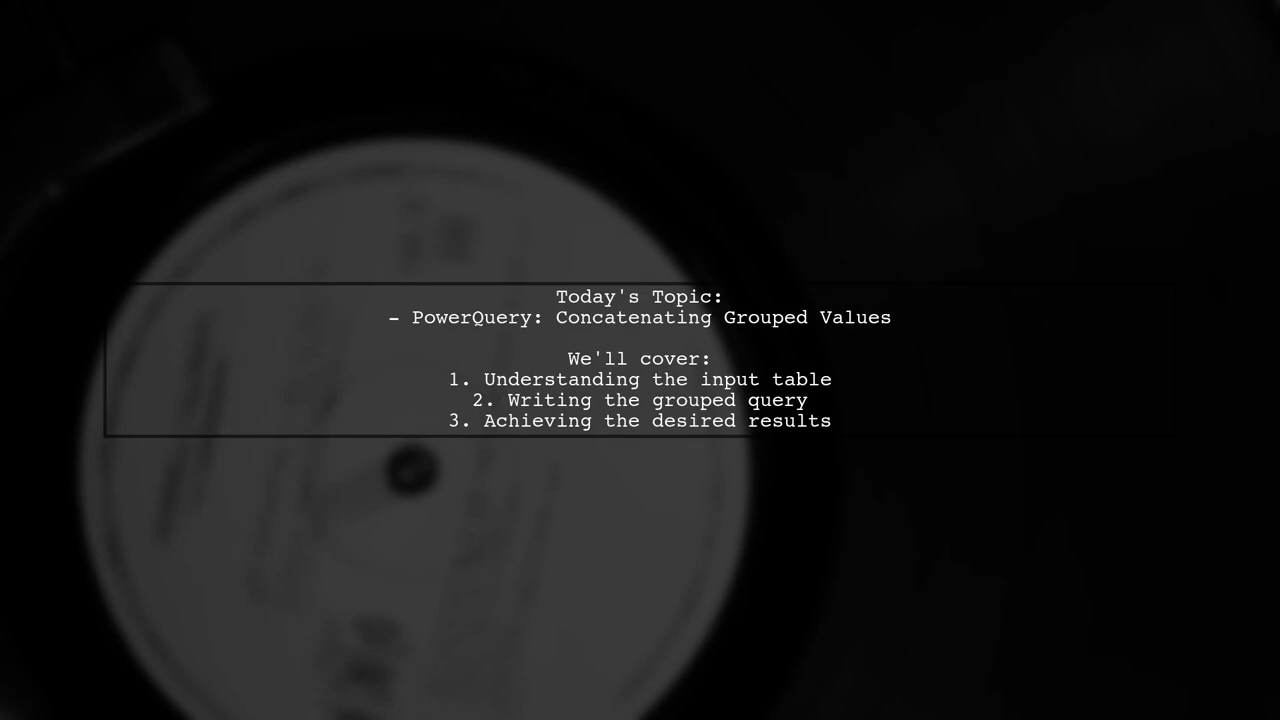 Today's Topic:
- PowerQuery: Concatenating Grouped Values
We'll cover:
1. Understanding the input table
2. Writing the grouped query
3. Achieving the desired results